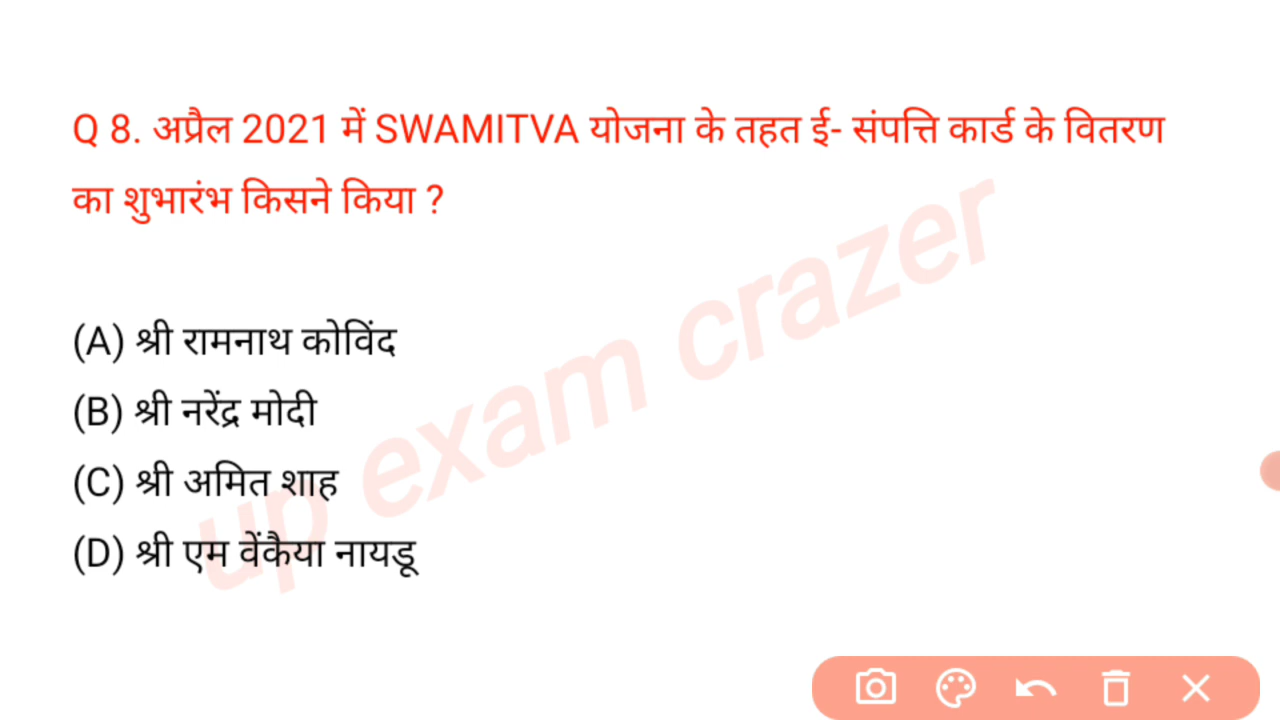 Q 8. अप्रैल 2021 में SWAMITVA योजना के तहत ई- संपत्ति कार्ड के वितरण
का शुभारंभ किसने किया ?
(A) श्री रामनाथ कोविंद
(B) श्री नरेंद्र मोदी
(C) श्री अमित शाह
(D) श्री एम वेंकैया नायडू
up exam crazer